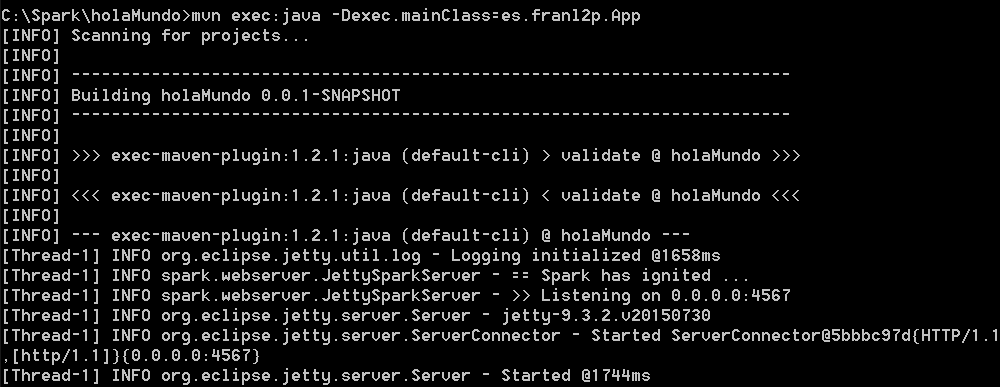 C:\Spark\holaMundo>mvn exec:java -Dexec.mainClass=es.franl2p.App
[INFO] Scanning for projects...
[INFO]
[INFO] ------------------------------------------------------------------------
[INFO] Building holaMundo 0.0.1-SNAPSHOT
[INFO] ------------------------------------------------------------------------
[INFO]
[INFO] >>> exec-maven-plugin:1.2.1:java (default-cli) > validate @ holaMundo >>>
[INFO]
[INFO] <<< exec-maven-plugin:1.2.1:java (default-cli) < validate @ holaMundo <<<
[INFO]
[INFO] --- exec-maven-plugin:1.2.1:java (default-cli) @ holaMundo ---
[Thread-1] INFO org.eclipse.jetty.util.log - Logging initialized @1658ms
[Thread-1] INFO spark.webserver.JettySparkServer - == Spark has ignited ...
[Thread-1] INFO spark.webserver.JettySparkServer - >> Listening on 0.0.0.0:4567
[Thread-1] INFO org.eclipse.jetty.server.Server - jetty-9.3.2.v20150730
[Thread-1] INFO org.eclipse.jetty.server.ServerConnector - Started ServerConnector@5bbbc97d{HTTP/1.1
,[http/1.1]}{0.0.0.0:4567}
[Thread-1] INFO org.eclipse.jetty.server.Server - Started @1744ms